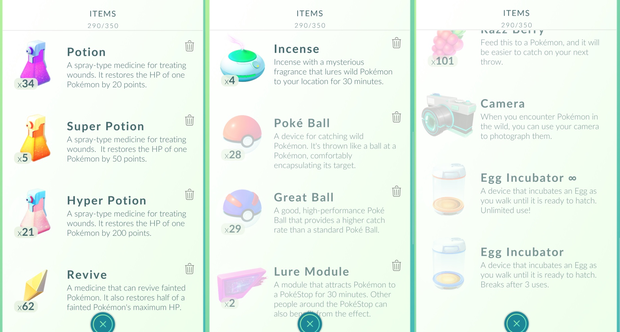 ITEMS
290/350
Potion
A spray-type medicine for treating
wounds. It restores the HP of one
Pokémon by 20 points.
x34
Super Potion
A spray-type medicine for treating
wounds. It restores the HP of one
Pokémon by 50 points.
x5
Hyper Potion
A spray-type medicine for treating
wounds. It restores the HP of one
Pokémon by 200 points.
x21
Revive
A medicine that can revive fainted
Pokémon. It also restores half of a
fainted Pokémon's maximum HP.
x62
ITEMS
290/350
Incense
Incense with a mysterious
fragrance that lures wild Pokémon
to your location for 30 minutes.
x4
Poké Ball
A device for catching wild
Pokémon. It's thrown like a ball at a
Pokémon, comfortably
encapsulating its target.
x28
Great Ball
A good, high-performance Poké
Ball that provides a higher catch
rate than a standard Poké Ball.
x29
Lure Module
A module that attracts Pokémon to
a PokéStop for 30 minutes. Other
people around the PokéStop can
also from the effect.
x2
ITEMS
290/350
Razz Berry
Feed this to a Pokémon, and it will
be easier to catch on your next
throw.
x101
Camera
When you encounter Pokémon in
the wild, you can use your camera
to photograph them.
Egg Incubator ∞
A device that incubates an Egg as
you walk until it is ready to hatch.
Unlimited use!
Egg Incubator
A device that incubates an Egg as
you walk until it is ready to hatch.
Breaks after 3 uses.